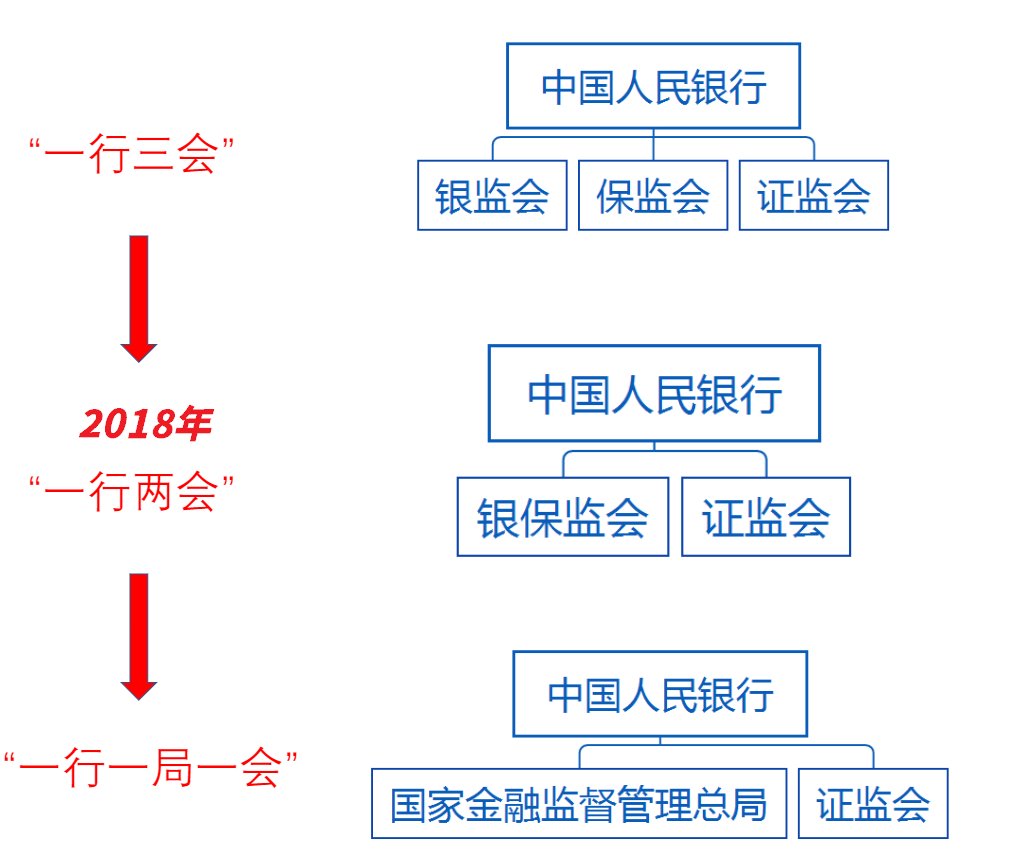 中国人民银行
“一行三会”
银监会 保监会 证监会
中国人民银行
2018年
“一行两会”
银保监会 证监会
中国人民银行
“一行一局一会”
国家金融监督管理总局 证监会